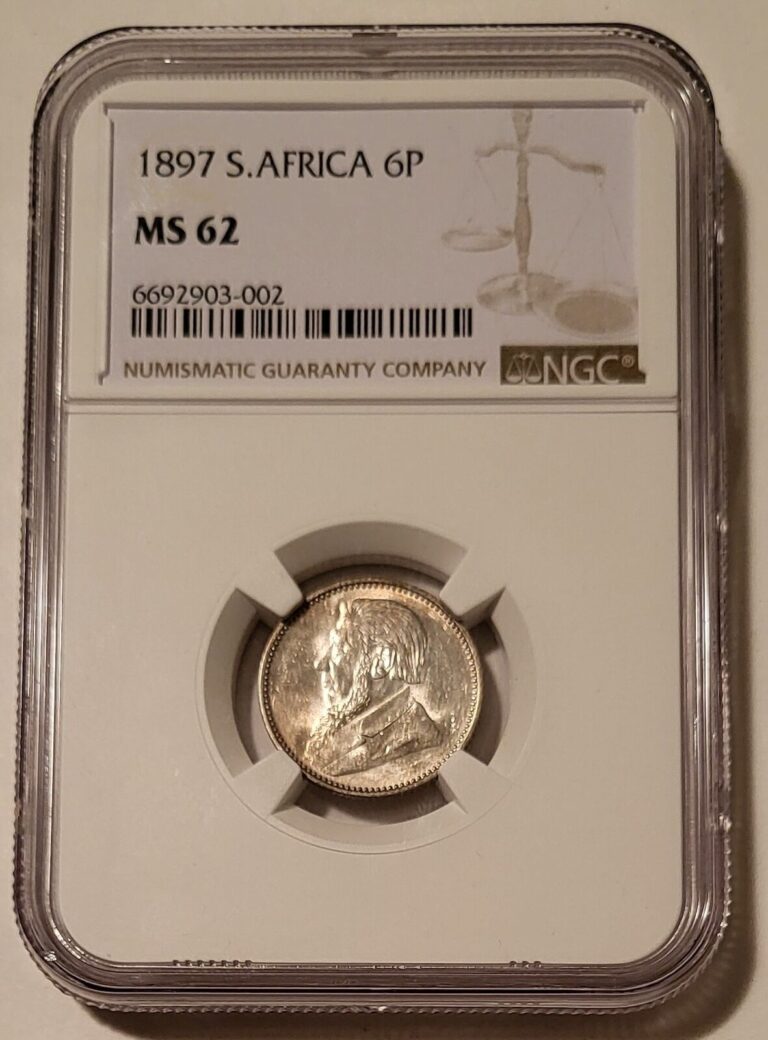 1897 S.AFRICA 6P
MS 62
6692903-002
NUMISMATIC GUARANTY COMPANY NGC®